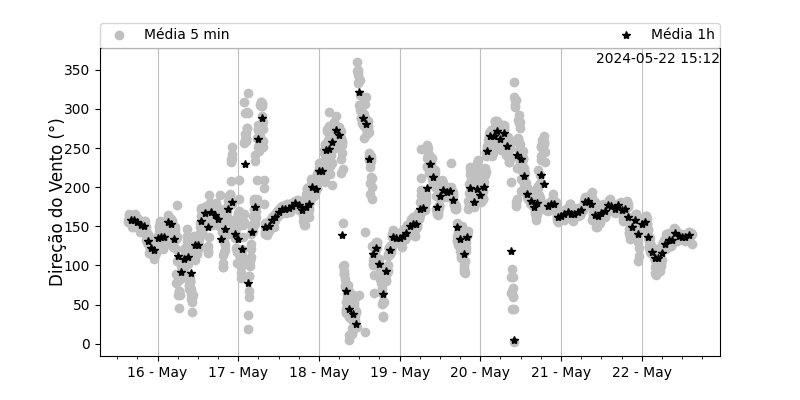 Média 5 min
Média 1h
2024-05-22 15:12
Direção do Vento (°)
350
300
250
200
150
100
50
0
16 - May
17 - May
18 - May
19 - May
20 - May
21 - May
22 - May